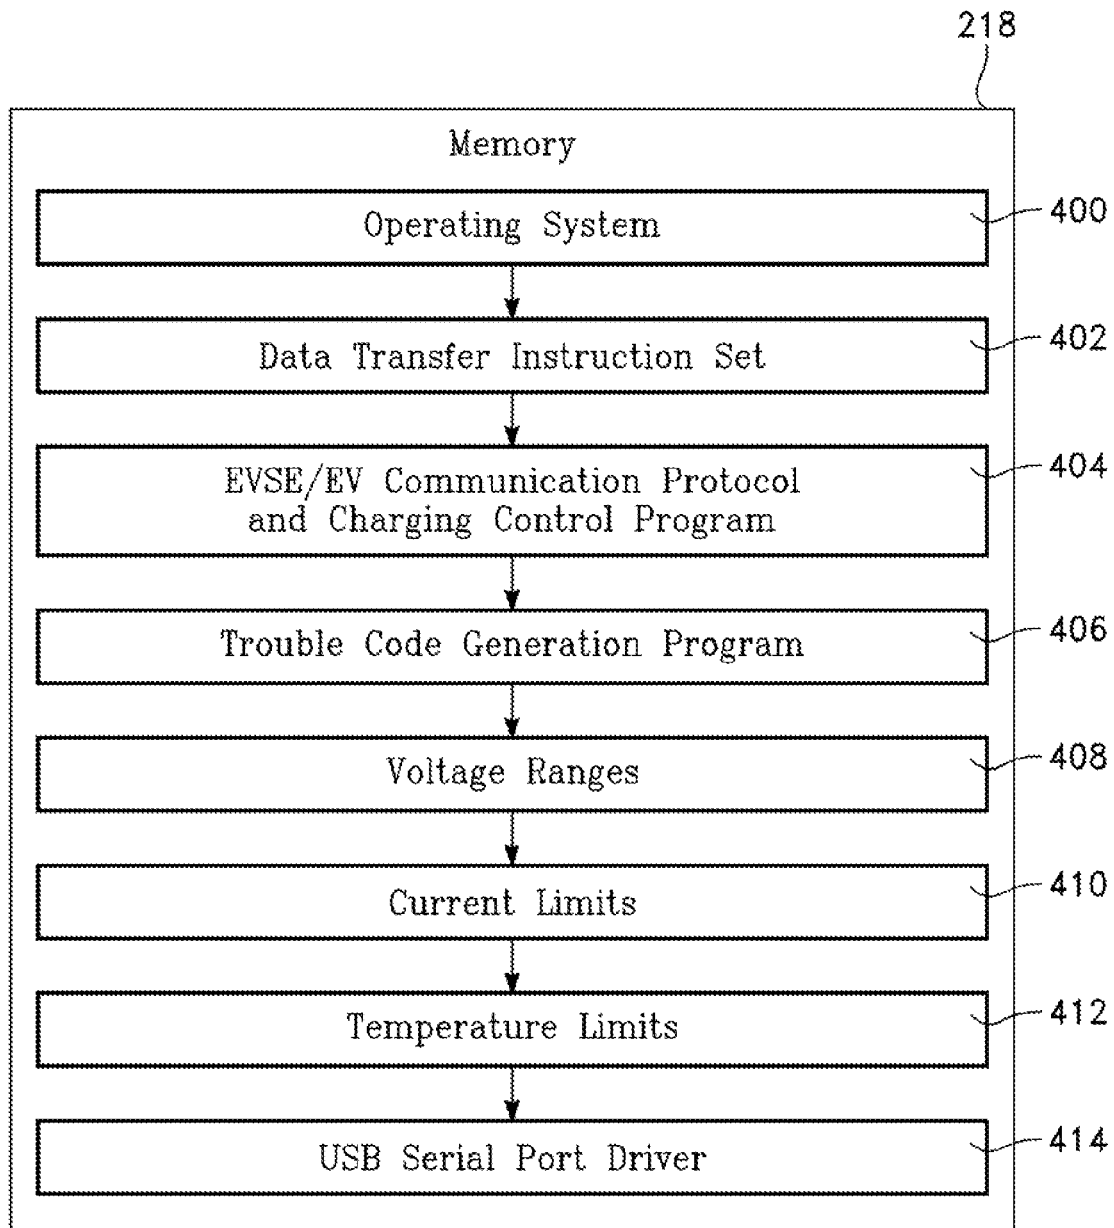 218
Memory
Operating System
400
Data Transfer Instruction Set
402
EVSE/EV Communication Protocol
and Charging Control Program
404
Trouble Code Generation Program
406
Voltage Ranges
408
Current Limits
410
Temperature Limits
412
USB Serial Port Driver
414